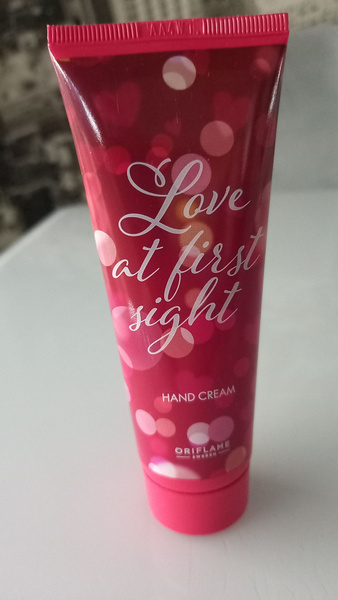 Love
at first
sight
HAND CREAM
ORIFLAME
SWEDEN